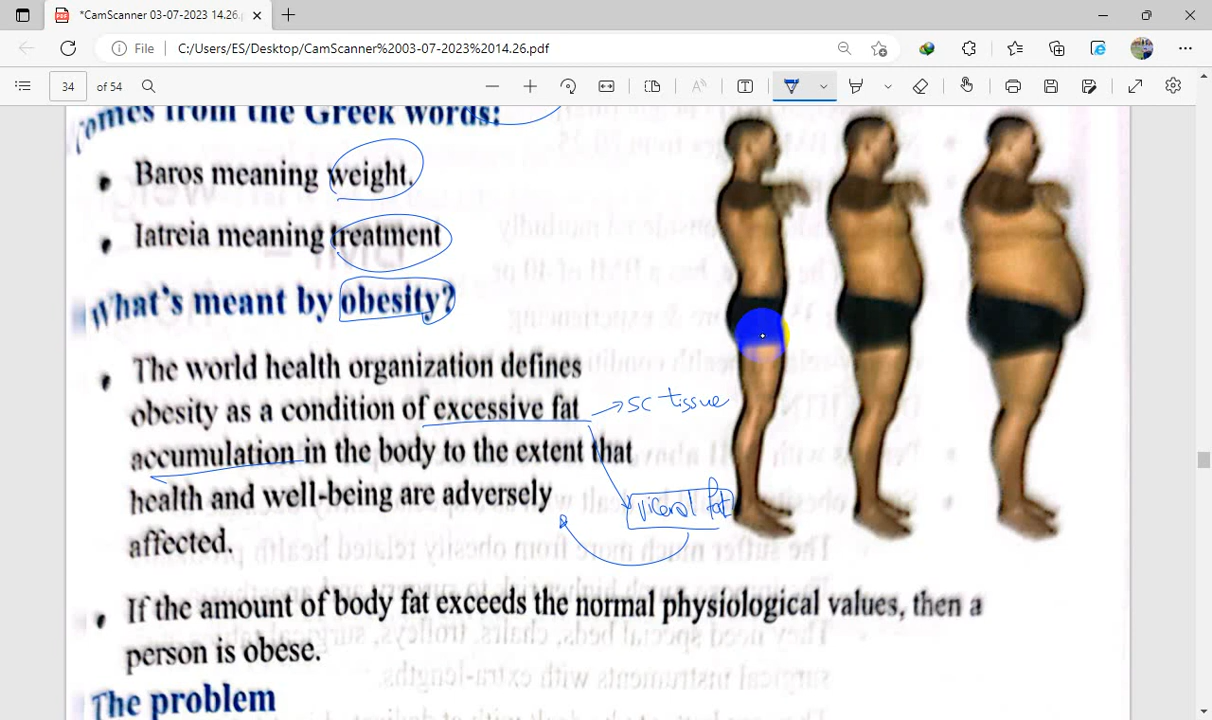 *CamScanner 03-07-2023 14.26.
File C:/Users/ES/Desktop/CamScanner%2003-07-2023%2014.26.pdf
34 of 54
comes from the Greek words:
• Baros meaning weight.
• Iatreia meaning treatment
What's meant by obesity?
• The world health organization defines
obesity as a condition of excessive fat
SC tissue
accumulation in the body to the extent that
health and well-being are adversely
viceral fat
affected.
• If the amount of body fat exceeds the normal physiological values, then a
person is obese.
The problem